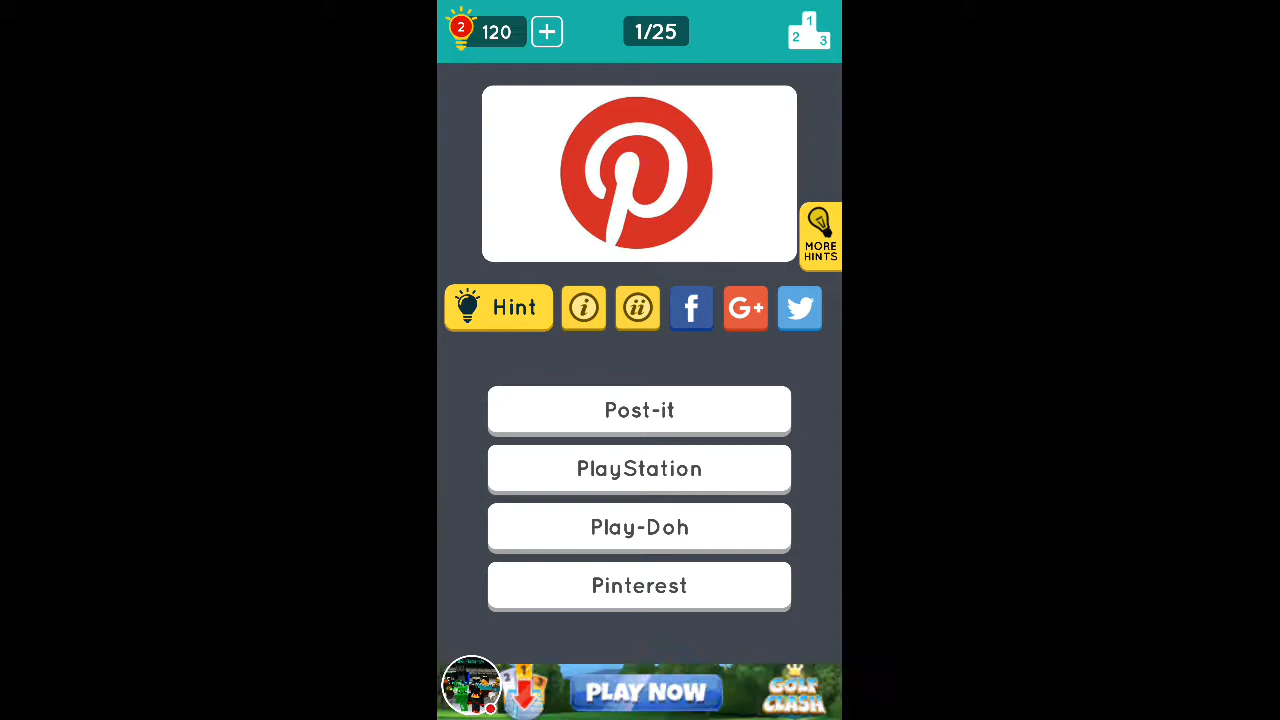 2 120 + 1/25 2 1 3
MORE
HINTS
Hint i ii f G+
Post-it
PlayStation
Play-Doh
Pinterest
PLAY NOW
GOLF
CLASH